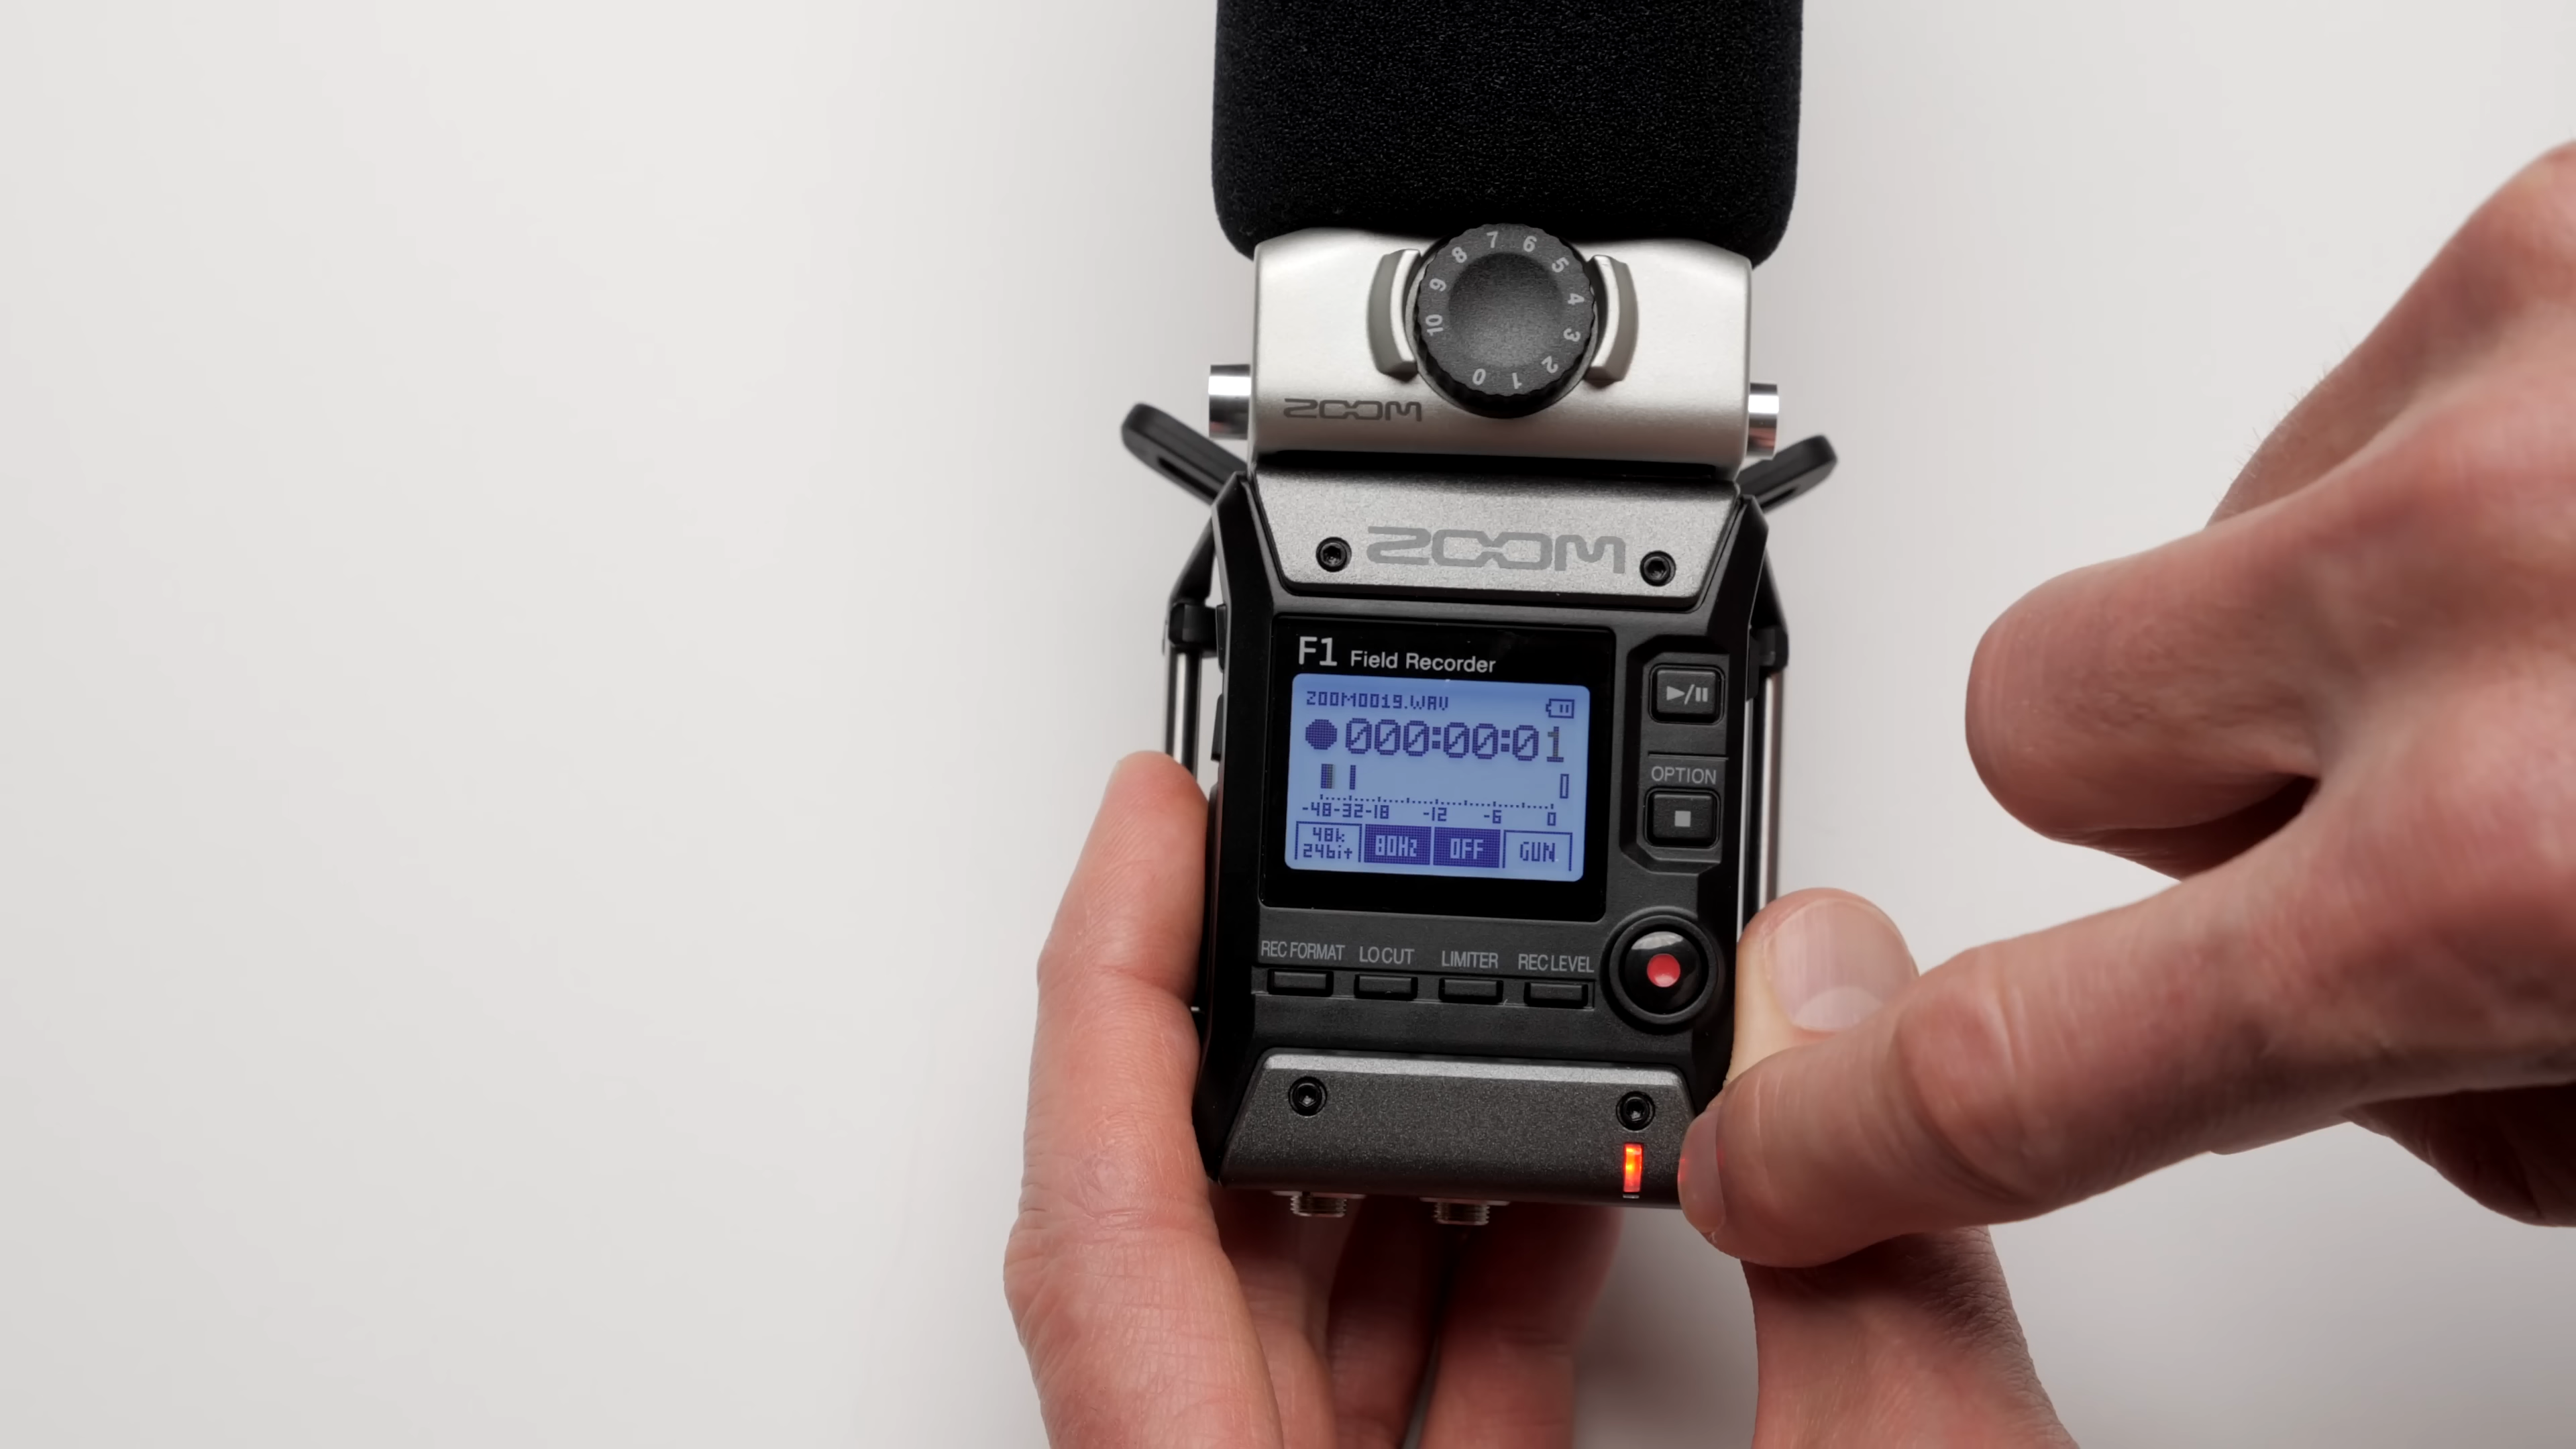 7 6
8 5
9 4
10 3
0 1 2
ZOOM
ZOOM
F1 Field Recorder
ZOOM0019.WAV
000:00:01
-48-32-18 -12 -6 0
48k
24bit
80Hz
OFF
GUN
OPTION
REC FORMAT
LO CUT
LIMITER
REC LEVEL